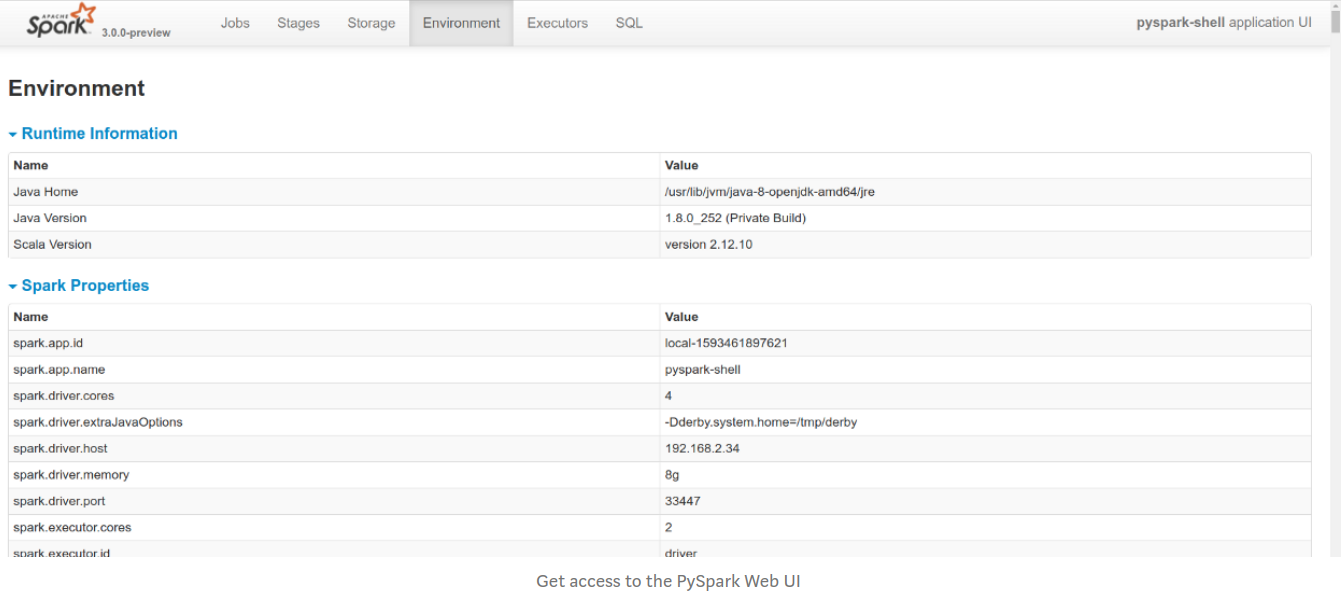 APACHE Spark 3.0.0-preview Jobs Stages Storage Environment Executors SQL pyspark-shell application UI
Environment
Runtime Information
Name Value
Java Home /usr/lib/jvm/java-8-openjdk-amd64/jre
Java Version 1.8.0_252 (Private Build)
Scala Version version 2.12.10
Spark Properties
Name Value
spark.app.id local-1593461897621
spark.app.name pyspark-shell
spark.driver.cores 4
spark.driver.extraJavaOptions -Dderby.system.home=/tmp/derby
spark.driver.host 192.168.2.34
spark.driver.memory 8g
spark.driver.port 33447
spark.executor.cores 2
spark.executor.id driver
Get access to the PySpark Web UI